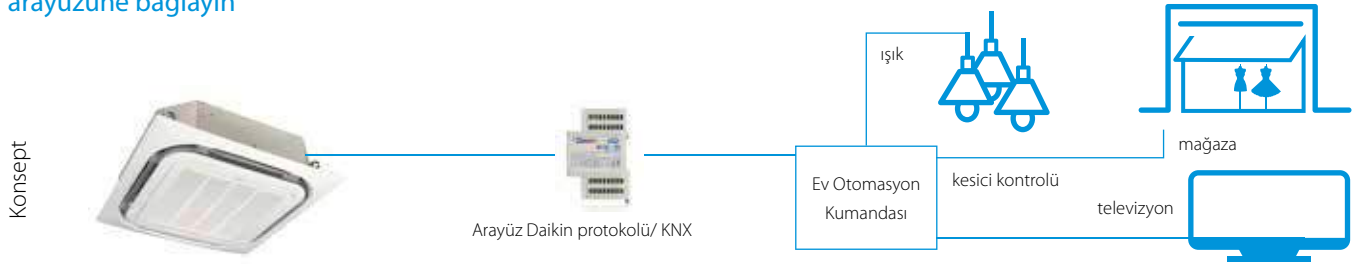 arayüzüne bağlayın
Konsept
Arayüz Daikin protokolü/ KNX
Ev Otomasyon
Kumandası
ışık
kesici kontrolü
mağaza
televizyon